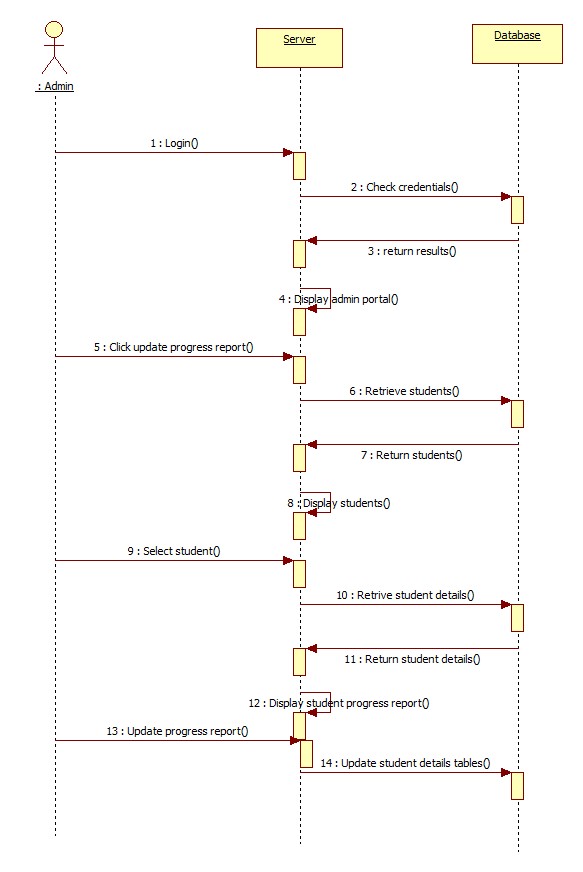 Server
Database
: Admin
1 : Login()
2 : Check credentials()
3 : return results()
4 : Display admin portal()
5 : Click update progress report()
6 : Retrieve students()
7 : Return students()
8 : Display students()
9 : Select student()
10 : Retrive student details()
11 : Return student details()
12 : Display student progress report()
13 : Update progress report()
14 : Update student details tables()